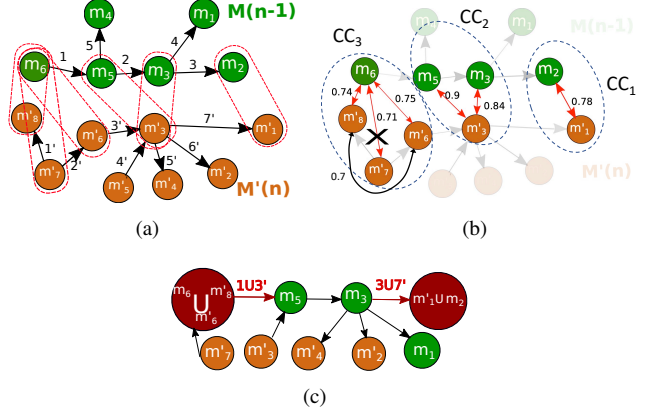 M(n-1)
m₄
m₁
5
4
1
2
3
m₆
m₅
m₃
m₂
m'₈
m'₆
3'
m'₃
7'
m'₁
1'
2'
m'₇
4'
5'
6'
m'₅
m'₄
m'₂
M'(n)
(a)
CC₂
M(n-1)
m₁
CC₃
m₆
m₅
m₃
m₂
CC₁
0.74
0.75
0.9
0.84
0.78
m'₈
0.71
m'₆
m'₃
m'₁
X
0.7
m'₇
M'(n)
(b)
1U3'
3U7'
m₆ U m'₈
m'₆
m₅
m₃
m'₁ U m₂
m'₇
m'₃
m'₄
m'₂
m₁
(c)